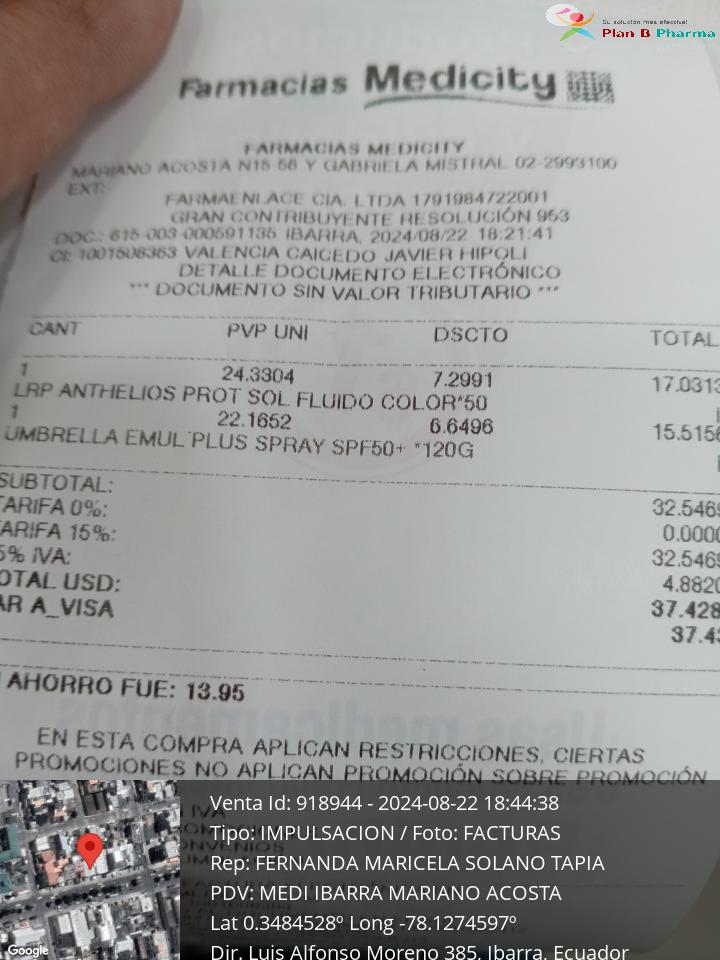 Su solución más efectiva!
Plan B Pharma
Farmacias Medicity
FARMACIAS MEDICITY
MARIANO ACOSTA N15-56 Y GABRIELA MISTRAL 02-2993100
EXT:
FARMAENLACE CIA. LTDA 1791984722001
GRAN CONTRIBUYENTE RESOLUCIÓN 953
DOC.: 615-003-000591135 IBARRA, 2024/08/22 18:21:41
CI: 1001508363 VALENCIA CAICEDO JAVIER HIPOLI
DETALLE DOCUMENTO ELECTRÓNICO
*** DOCUMENTO SIN VALOR TRIBUTARIO ***
CANT PVP UNI DSCTO TOTAL
1 24.3304 7.2991 17.0313
LRP ANTHELIOS PROT SOL FLUIDO COLOR*50
1 22.1652 6.6496 15.5156
UMBRELLA EMUL PLUS SPRAY SPF50+ *120G
SUBTOTAL: 32.5469
TARIFA 0%: 0.0000
TARIFA 15%: 32.5469
5% IVA: 4.8820
OTAL USD: 37.428
AR A_VISA 37.43
AHORRO FUE: 13.95
EN ESTA COMPRA APLICAN RESTRICCIONES, CIERTAS
PROMOCIONES NO APLICAN PROMOCIÓN SOBRE PROMOCIÓN
IVA
Venta Id: 918944 - 2024-08-22 18:44:38
Tipo: IMPULSACION / Foto: FACTURAS
Rep: FERNANDA MARICELA SOLANO TAPIA
PDV: MEDI IBARRA MARIANO ACOSTA
Lat 0.3484528º Long -78.1274597º
Dir. Luis Alfonso Moreno 385, Ibarra, Ecuador
Google